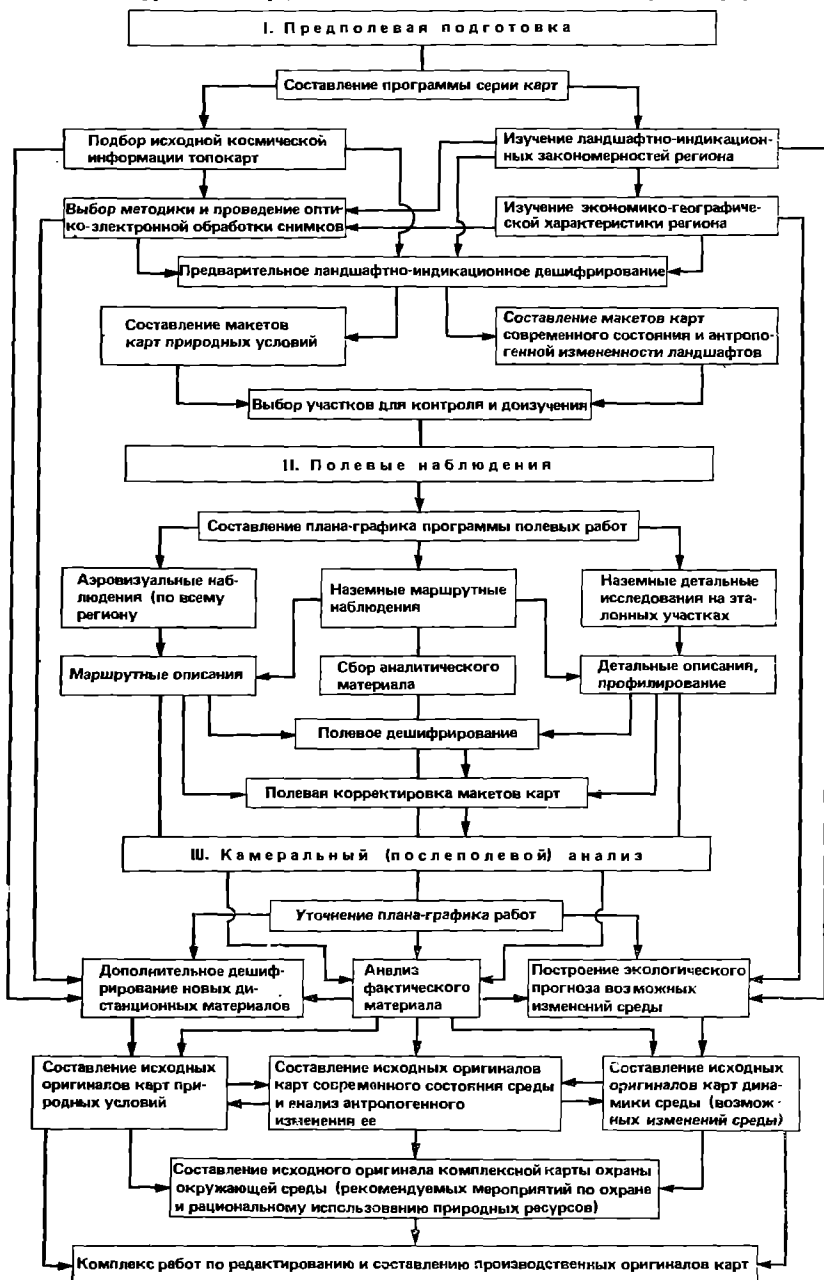 I. Предполевая подготовка
Составление программы серии карт
Подбор исходной космической
информации топокарт
Изучение ландшафтно-индикацион-
ных закономерностей региона
Выбор методики и проведение опти-
ко-электронной обработки снимков
Изучение экономико-географиче-
ской характеристики региона
Предварительное ландшафтно-индикационное дешифрирование
Составление макетов
карт природных условий
Составление макетов карт
современного состояния и антропо-
генной измененности ландшафтов
Выбор участков для контроля и доизучения
II. Полевые наблюдения
Составление плана-графика программы полевых работ
Аэровизуальные наб-
людения (по всему
региону
Наземные маршрутные
наблюдения
Наземные детальные
исследования на эта-
лонных участках
Маршрутные описания
Сбор аналитического
материала
Детальные описания,
профилирование
Полевое дешифрирование
Полевая корректировка макетов карт
III. Камеральный (послеполевой) анализ
Уточнение плана-графика работ
Дополнительное дешиф-
рирование новых ди-
станционных материалов
Анализ
фактического
материала
Построение экологического
прогноза возможных
изменений среды
Составление исходных
оригиналов карт при-
родных условий
Составление исходных оригиналов
карт современного состояния среды
и анализ антропогенного
изменения ее
Составление исходных
оригиналов карт дина-
мики среды (возмож-
ных изменений среды)
Составление исходного оригинала комплексной карты охраны
окружающей среды (рекомендуемых мероприятий по охране
и рациональному использованию природных ресурсов)
Комплекс работ по редактированию и составлению производственных оригиналов карт